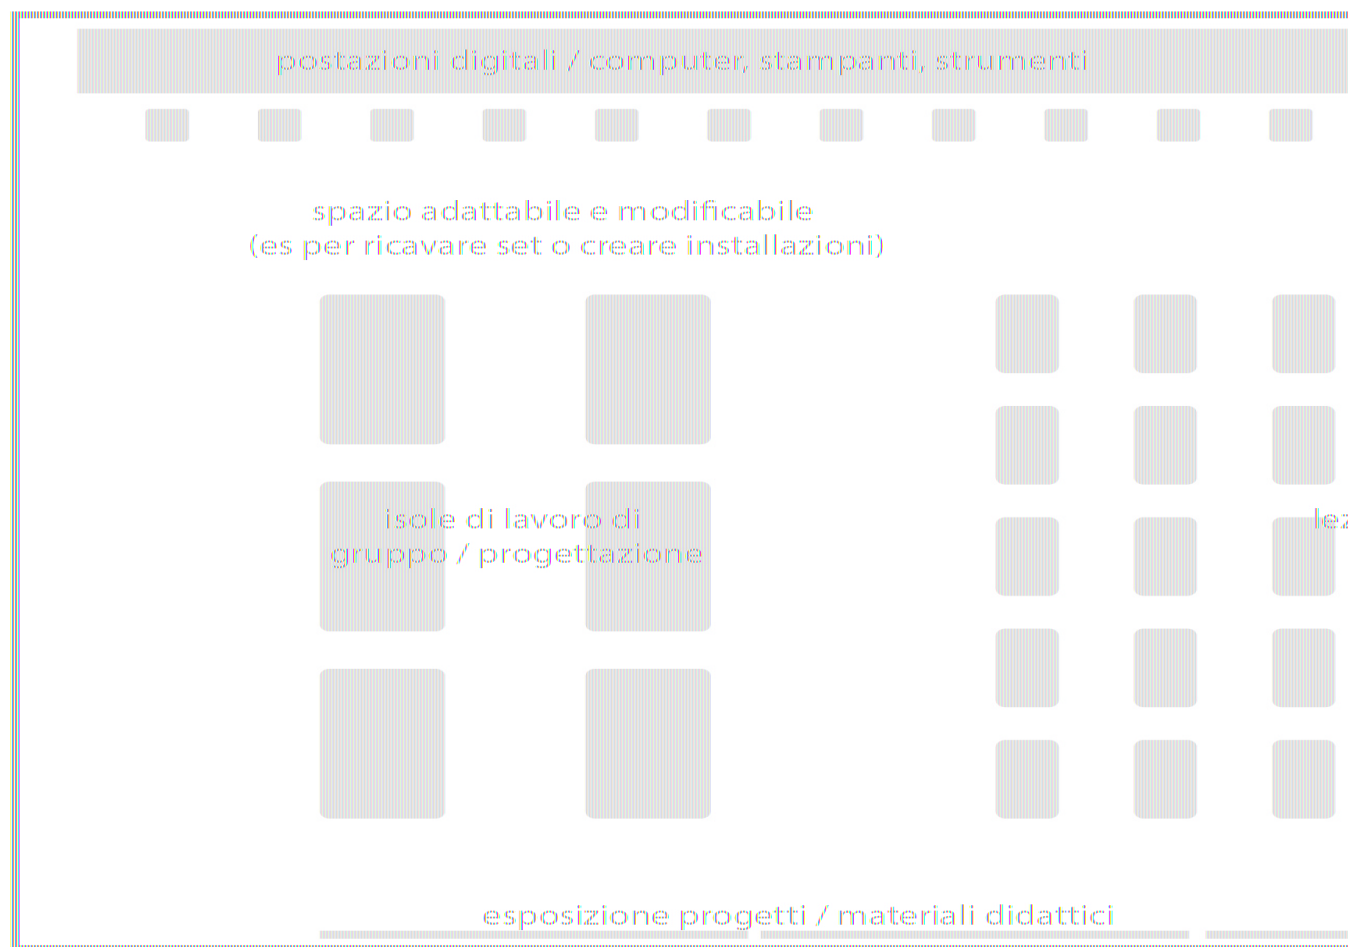 postazioni digitali / computer, stampanti, strumenti
spazio adattabile e modificabile
(es per ricavare set o creare installazioni)
isole di lavoro di
gruppo / progettazione
esposizione progetti / materiali didattici